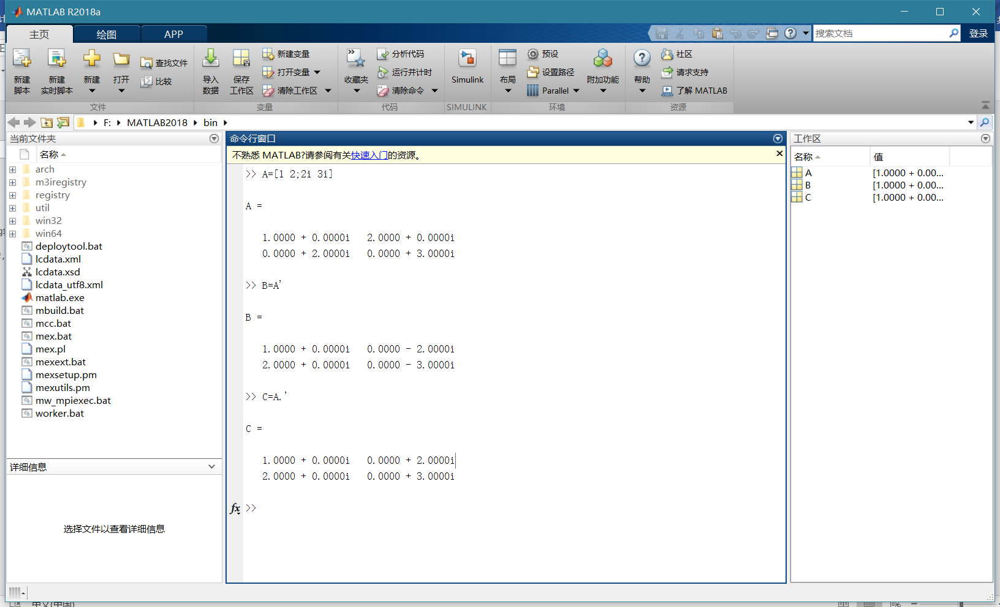 MATLAB R2018a
主页 绘图 APP
搜索文档 登录
新建脚本
新建实时脚本
新建
打开
查找文件
比较
文件
导入数据
保存工作区
新建变量
打开变量
清除工作区
变量
收藏夹
分析代码
运行并计时
清除命令
代码
Simulink
SIMULINK
布局
预设
设置路径
Parallel
附加功能
环境
帮助
社区
请求支持
了解 MATLAB
资源
F: MATLAB2018 bin
当前文件夹
名称
arch
m3iregistry
registry
util
win32
win64
deploytool.bat
lcdata.xml
lcdata.xsd
lcdata_utf8.xml
matlab.exe
mbuild.bat
mcc.bat
mex.bat
mex.pl
mexext.bat
mexsetup.pm
mexutils.pm
mw_mpiexec.bat
worker.bat
详细信息
选择文件以查看详细信息
命令行窗口
不熟悉 MATLAB?请参阅有关快速入门的资源。
>> A=[1 2;2i 3i]
A =
1.0000 + 0.0000i 2.0000 + 0.0000i
0.0000 + 2.0000i 0.0000 + 3.0000i
>> B=A'
B =
1.0000 + 0.0000i 0.0000 - 2.0000i
2.0000 + 0.0000i 0.0000 - 3.0000i
>> C=A.'
C =
1.0000 + 0.0000i 0.0000 + 2.0000i
2.0000 + 0.0000i 0.0000 + 3.0000i
fx >>
工作区
名称 值
A [1.0000 + 0.00...
B [1.0000 + 0.00...
C [1.0000 + 0.00...